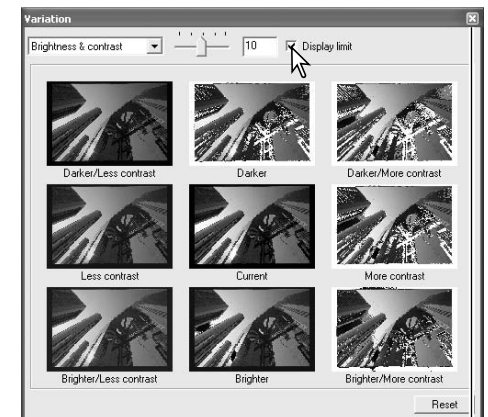 Variation
Brightness & contrast 10 Display limit
Darker/Less contrast Darker Darker/More contrast
Less contrast Current More contrast
Brighter/Less contrast Brighter Brighter/More contrast
Reset